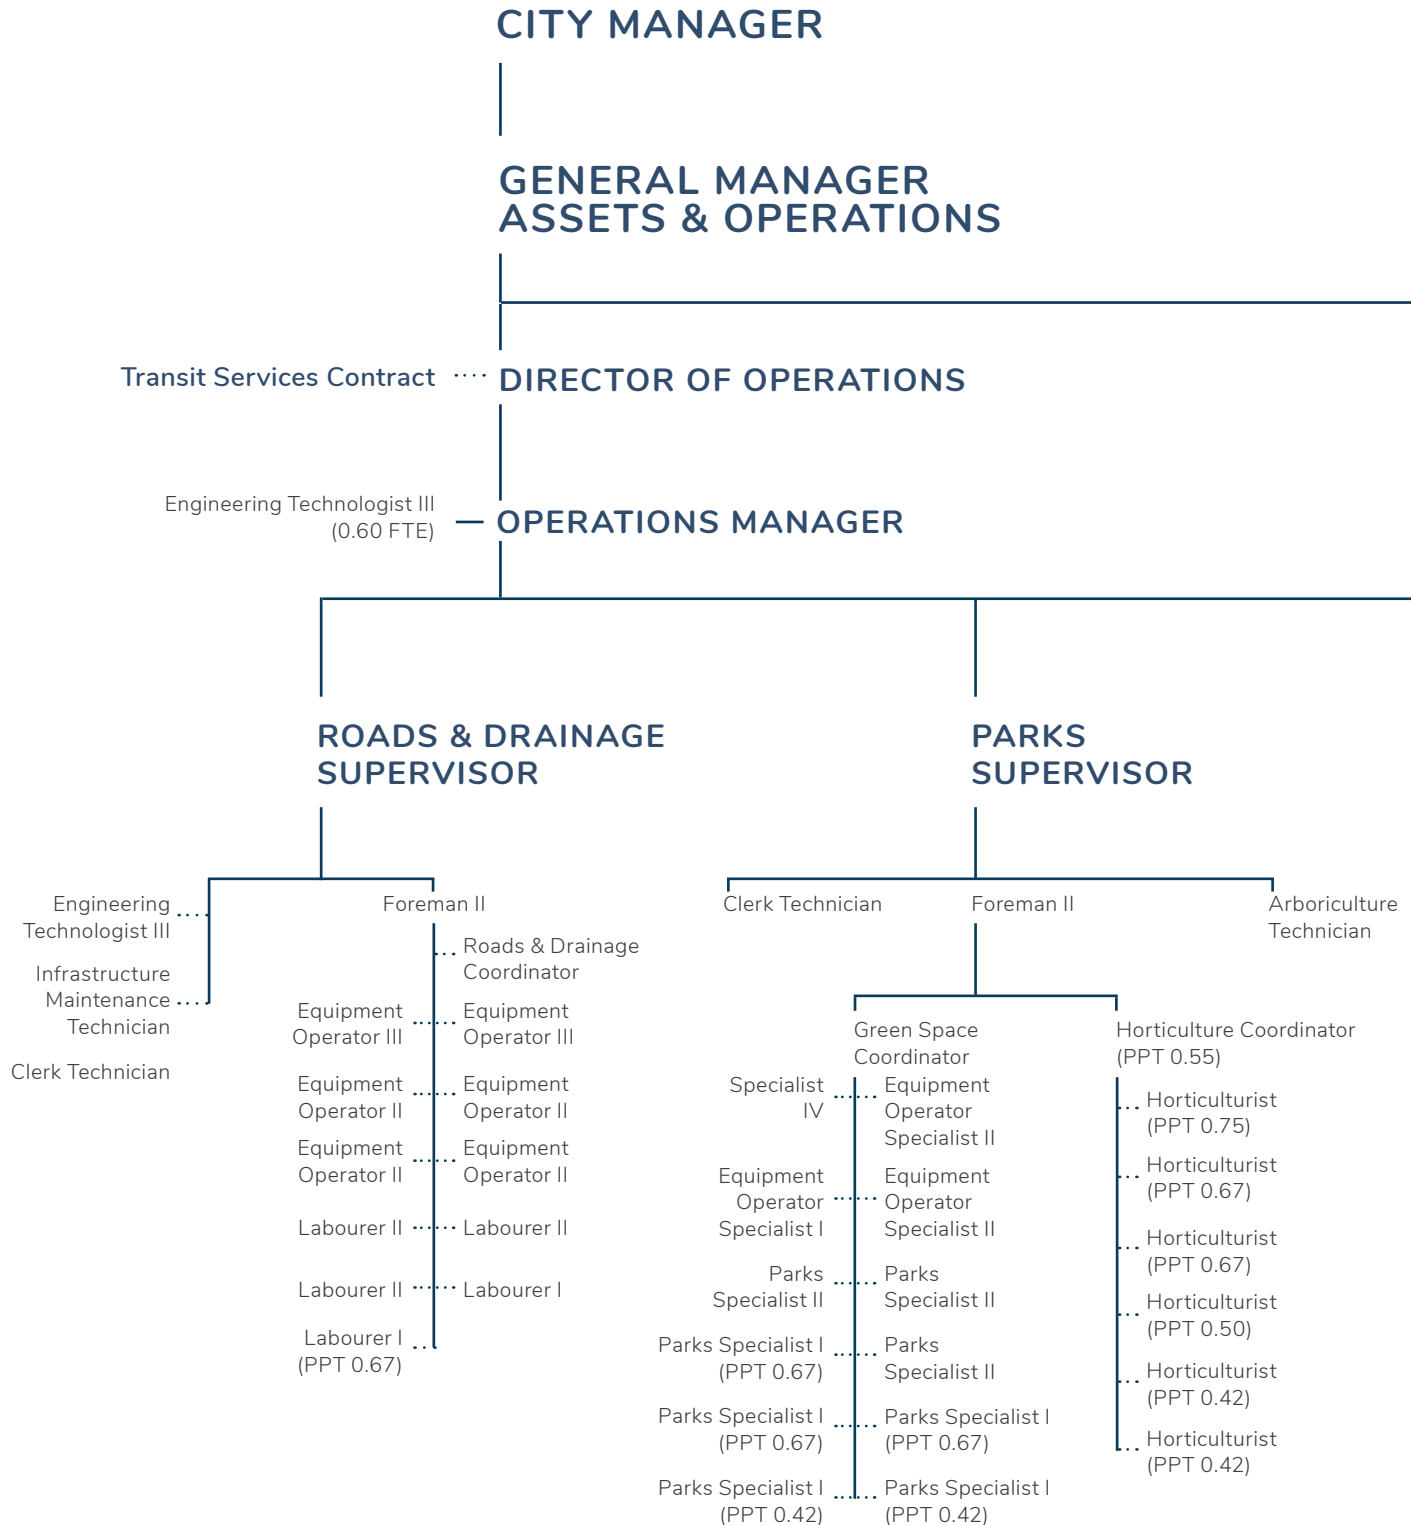 CITY MANAGER
GENERAL MANAGER
ASSETS & OPERATIONS
Transit Services Contract
DIRECTOR OF OPERATIONS
Engineering Technologist III
(0.60 FTE)
OPERATIONS MANAGER
ROADS & DRAINAGE
SUPERVISOR
Engineering
Technologist III
Infrastructure
Maintenance
Technician
Clerk Technician
Foreman II
Roads & Drainage
Coordinator
Equipment
Operator III
Equipment
Operator III
Equipment
Operator II
Equipment
Operator II
Equipment
Operator II
Equipment
Operator II
Labourer II
Labourer II
Labourer II
Labourer I
Labourer I
(PPT 0.67)
PARKS
SUPERVISOR
Clerk Technician
Foreman II
Arboriculture
Technician
Green Space
Coordinator
Specialist
IV
Equipment
Operator
Specialist II
Equipment
Operator
Specialist I
Equipment
Operator
Specialist II
Parks
Specialist II
Parks
Specialist II
Parks Specialist I
(PPT 0.67)
Parks
Specialist II
Parks Specialist I
(PPT 0.67)
Parks Specialist I
(PPT 0.67)
Parks Specialist I
(PPT 0.42)
Parks Specialist I
(PPT 0.42)
Horticulture Coordinator
(PPT 0.55)
Horticulturist
(PPT 0.75)
Horticulturist
(PPT 0.67)
Horticulturist
(PPT 0.67)
Horticulturist
(PPT 0.50)
Horticulturist
(PPT 0.42)
Horticulturist
(PPT 0.42)